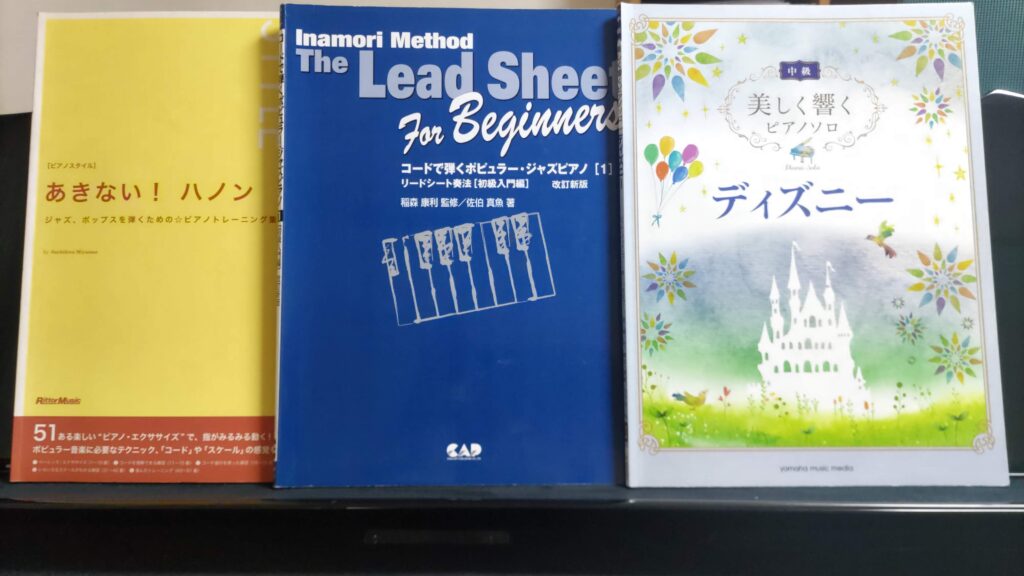 [ピアノスタイル]
あきない！ ハノン
ジャズ、ポップスを弾くための☆ピアノトレーニング集
RittorMusic
51ある楽しい“ピアノ・エクササイズ”で、指がみるみる動く！
ポピュラー音楽に必要なテクニック、「コード」や「スケール」の感覚
Inamori Method
The Lead Sheet
For Beginners
コードで弾くポピュラー・ジャズピアノ［1］
リードシート奏法［初級入門編］ 改訂新版
稲森 康利 監修／佐伯 真魚 著
CAD
中級
美しく響く
ピアノソロ
Piano Solo
ディズニー
yamaha music media